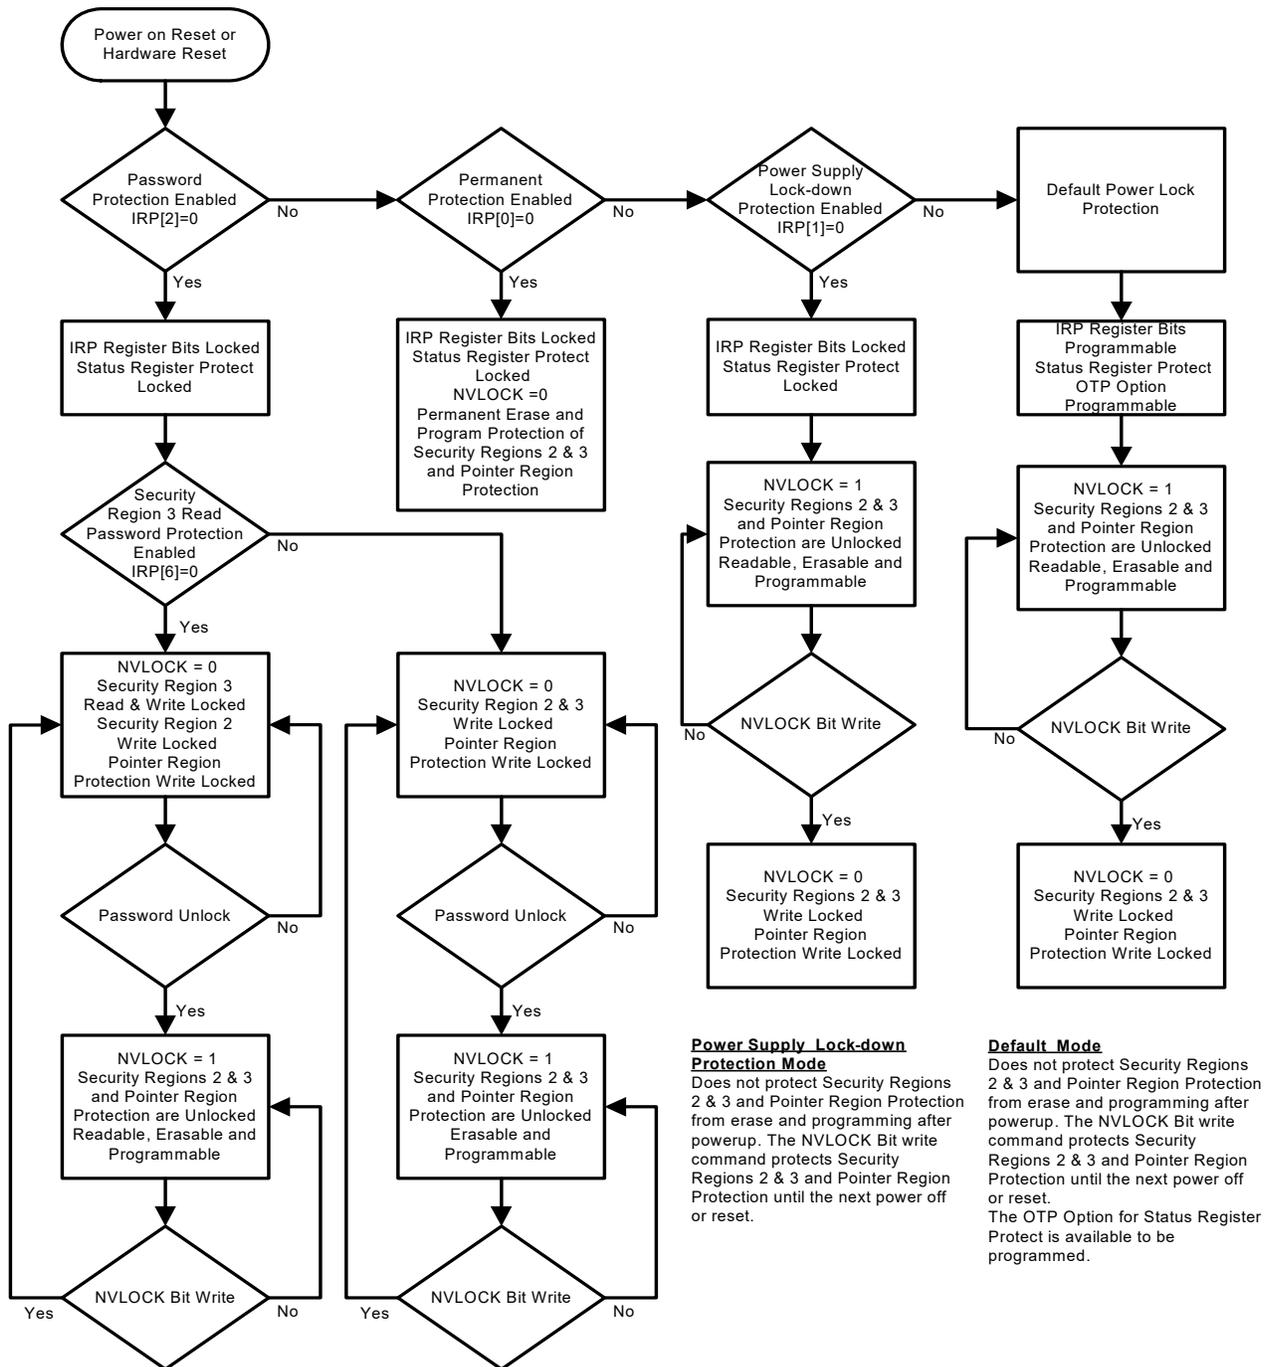 Power on Reset or
Hardware Reset
Password
Protection Enabled
IRP[2]=0
No
Yes
Permanent
Protection Enabled
IRP[0]=0
No
Yes
Power Supply
Lock-down
Protection Enabled
IRP[1]=0
No
Yes
Default Power Lock
Protection
IRP Register Bits Locked
Status Register Protect
Locked
IRP Register Bits Locked
Status Register Protect
Locked
NVLOCK =0
Permanent Erase and
Program Protection of
Security Regions 2 & 3
and Pointer Region
Protection
IRP Register Bits Locked
Status Register Protect
Locked
IRP Register Bits
Programmable
Status Register Protect
OTP Option
Programmable
Security
Region 3 Read
Password Protection
Enabled
IRP[6]=0
No
Yes
NVLOCK = 1
Security Regions 2 & 3
and Pointer Region
Protection are Unlocked
Readable, Erasable and
Programmable
NVLOCK = 1
Security Regions 2 & 3
and Pointer Region
Protection are Unlocked
Readable, Erasable and
Programmable
NVLOCK = 0
Security Region 3
Read & Write Locked
Security Region 2
Write Locked
Pointer Region
Protection Write Locked
NVLOCK = 0
Security Region 2 & 3
Write Locked
Pointer Region
Protection Write Locked
NVLOCK Bit Write
No
Yes
NVLOCK Bit Write
No
Yes
Password Unlock
No
Yes
Password Unlock
No
Yes
NVLOCK = 0
Security Regions 2 & 3
Write Locked
Pointer Region
Protection Write Locked
NVLOCK = 0
Security Regions 2 & 3
Write Locked
Pointer Region
Protection Write Locked
NVLOCK = 1
Security Regions 2 & 3
and Pointer Region
Protection are Unlocked
Readable, Erasable and
Programmable
NVLOCK = 1
Security Regions 2 & 3
and Pointer Region
Protection are Unlocked
Erasable and
Programmable
Power Supply Lock-down
Protection Mode
Does not protect Security Regions
2 & 3 and Pointer Region Protection
from erase and programming after
powerup. The NVLOCK Bit write
command protects Security
Regions 2 & 3 and Pointer Region
Protection until the next power off
or reset.
Default Mode
Does not protect Security Regions
2 & 3 and Pointer Region Protection
from erase and programming after
powerup. The NVLOCK Bit write
command protects Security
Regions 2 & 3 and Pointer Region
Protection until the next power off
or reset.
The OTP Option for Status Register
Protect is available to be
programmed.
NVLOCK Bit Write
Yes
No
NVLOCK Bit Write
Yes
No